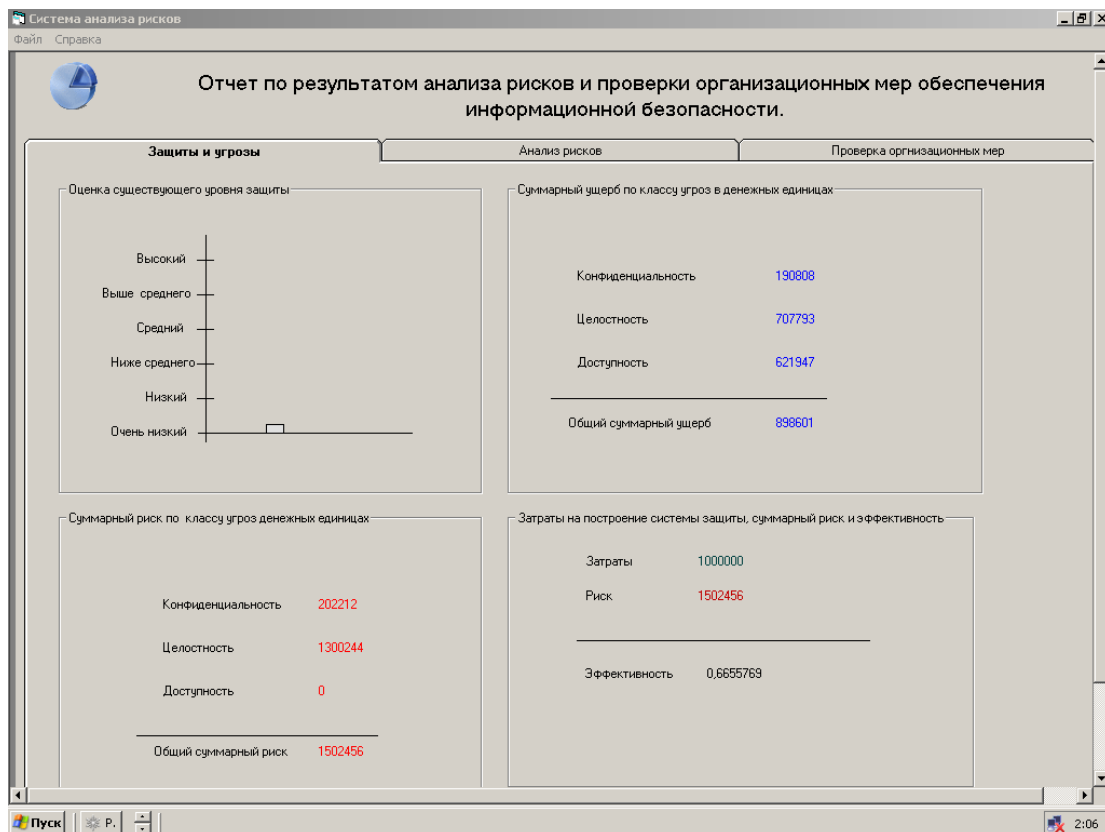 Система анализа рисков
Файл Справка
Отчет по результатом анализа рисков и проверки организационных мер обеспечения
информационной безопасности.
Защиты и угрозы
Анализ рисков
Проверка оргнизационных мер
Оценка существующего уровня защиты
Высокий
Выше среднего
Средний
Ниже среднего
Низкий
Очень низкий
Суммарный ущерб по классу угроз в денежных единицах
Конфиденциальность 190808
Целостность 707793
Доступность 621947
Общий суммарный ущерб 898601
Суммарный риск по классу угроз денежных единицах
Конфиденциальность 202212
Целостность 1300244
Доступность 0
Общий суммарный риск 1502456
Затраты на построение системы защиты, суммарный риск и эффективность
Затраты 1000000
Риск 1502456
Эффективность 0,6655769
Пуск Р. 2:06